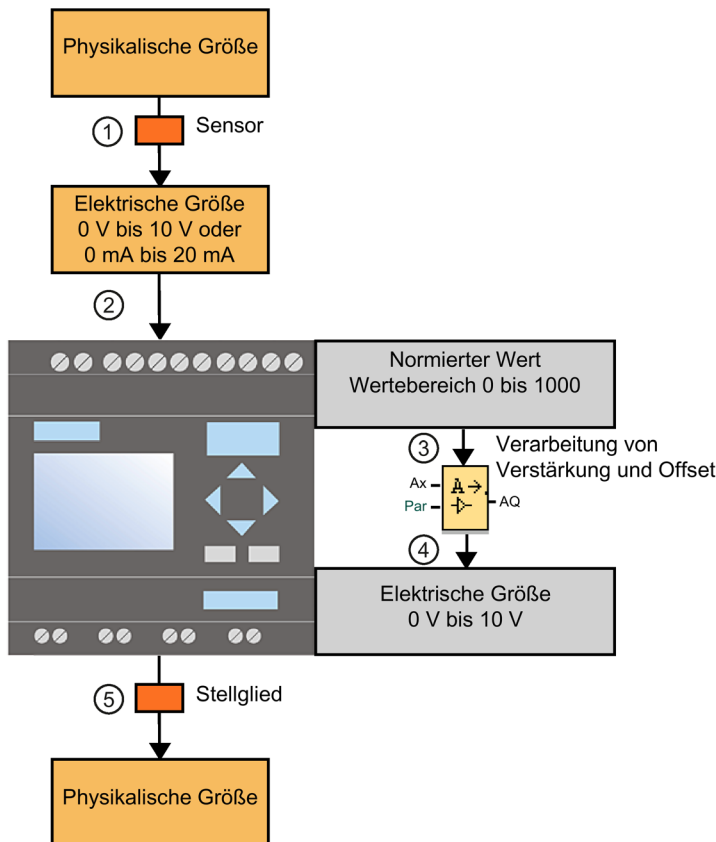 Physikalische Größe
1
Sensor
Elektrische Größe
0 V bis 10 V oder
0 mA bis 20 mA
2
Normierter Wert
Wertebereich 0 bis 1000
3
Verarbeitung von
Verstärkung und Offset
Ax
A
Par
AQ
4
Elektrische Größe
0 V bis 10 V
5
Stellglied
Physikalische Größe